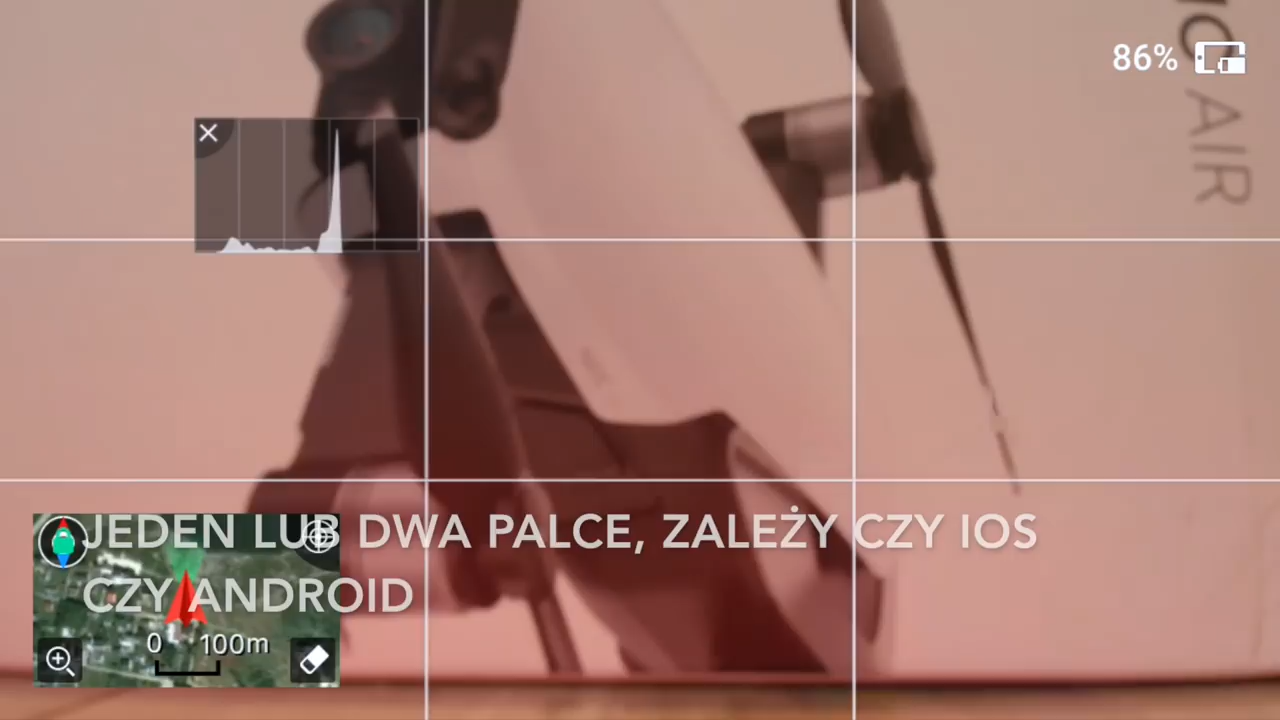 86%
AIR
JEDEN LUB DWA PALCE, ZALEŻY CZY IOS
CZY ANDROID
0 100m